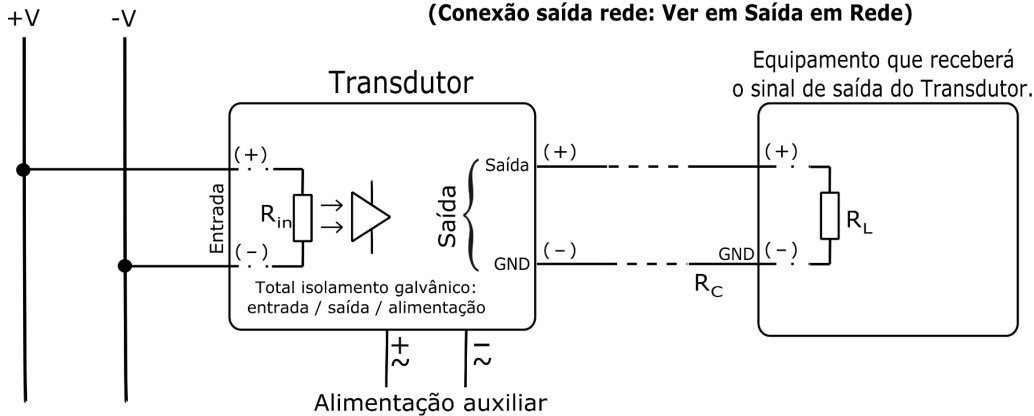 (Conexão saída rede: Ver em Saída em Rede)
+V
-V
Equipamento que receberá
o sinal de saída do Transdutor.
Transdutor
(+)
Entrada
(-)
Rin
Saída
Saída
GND
(+)
(-)
RC
GND
(+)
(-)
RL
Total isolamento galvânico:
entrada / saída / alimentação
+
~
-
~
Alimentação auxiliar